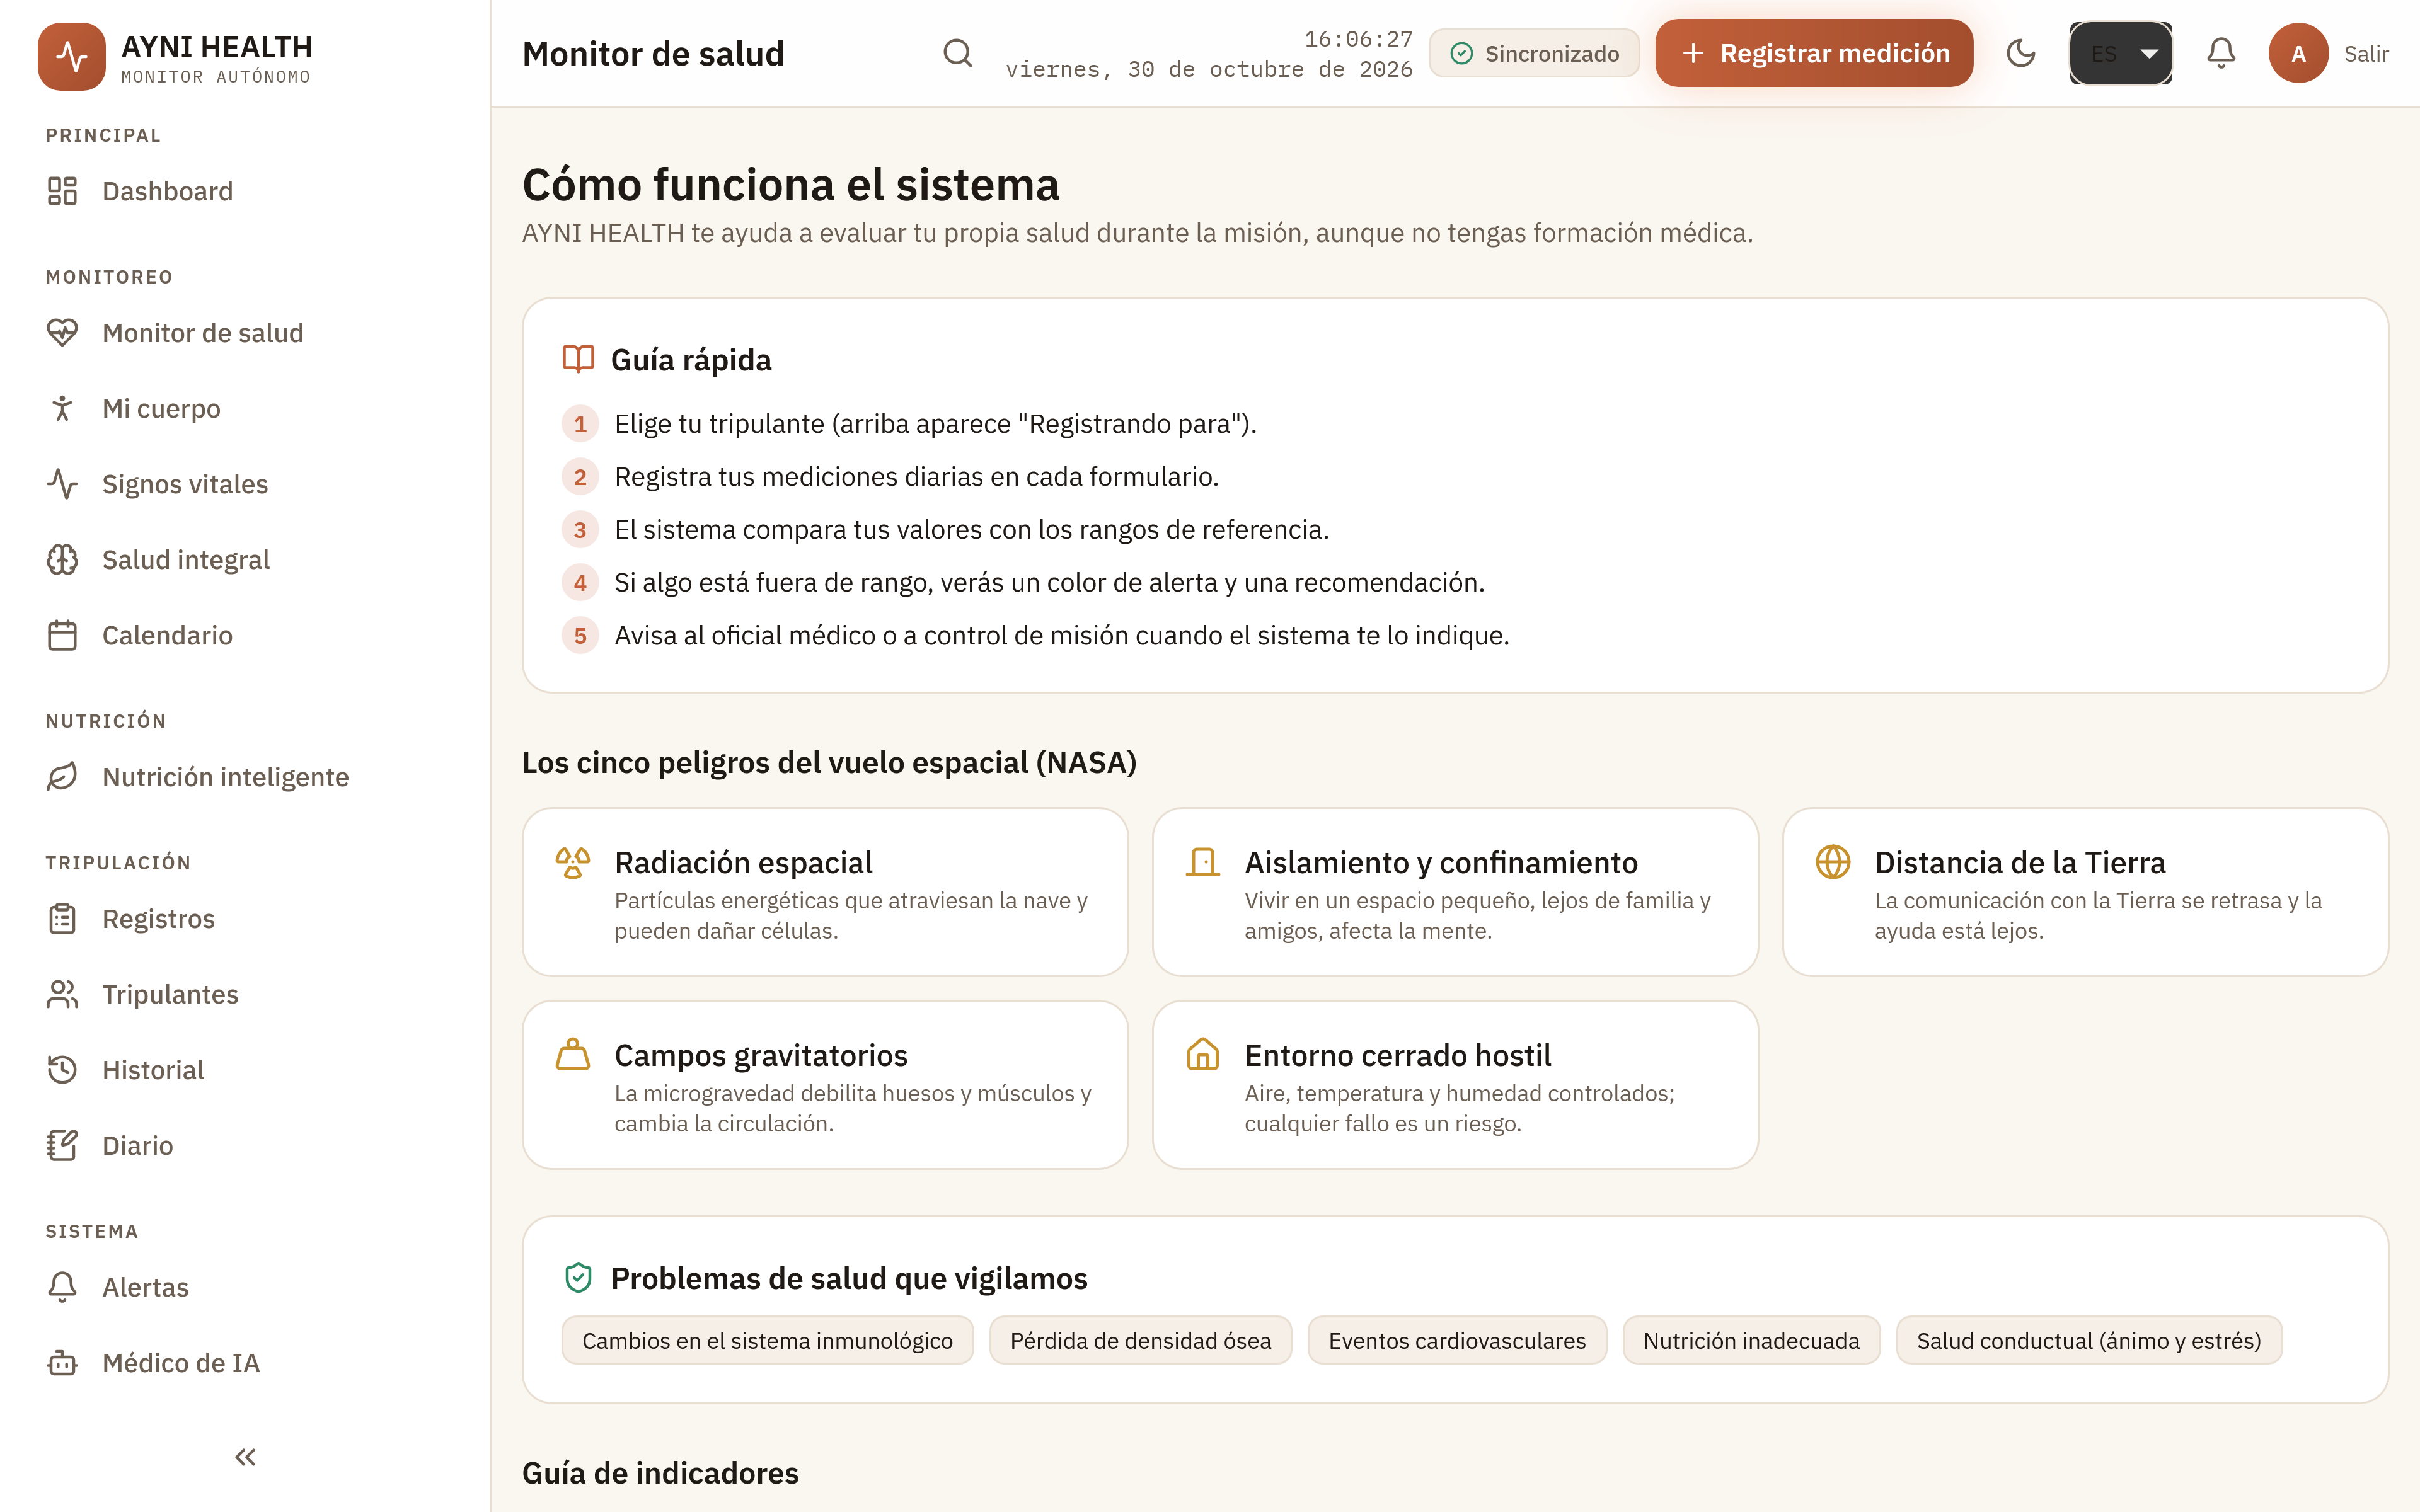 AYNI HEALTH
MONITOR AUTÓNOMO
PRINCIPAL
Dashboard
MONITOREO
Monitor de salud
Mi cuerpo
Signos vitales
Salud integral
Calendario
NUTRICIÓN
Nutrición inteligente
TRIPULACIÓN
Registros
Tripulantes
Historial
Diario
SISTEMA
Alertas
Médico de IA
Monitor de salud
16:06:27
viernes, 30 de octubre de 2026
Sincronizado
Registrar medición
ES
A
Salir
Cómo funciona el sistema
AYNI HEALTH te ayuda a evaluar tu propia salud durante la misión, aunque no tengas formación médica.
Guía rápida
1 Elige tu tripulante (arriba aparece "Registrando para").
2 Registra tus mediciones diarias en cada formulario.
3 El sistema compara tus valores con los rangos de referencia.
4 Si algo está fuera de rango, verás un color de alerta y una recomendación.
5 Avisa al oficial médico o a control de misión cuando el sistema te lo indique.
Los cinco peligros del vuelo espacial (NASA)
Radiación espacial
Partículas energéticas que atraviesan la nave y
pueden dañar células.
Aislamiento y confinamiento
Vivir en un espacio pequeño, lejos de familia y
amigos, afecta la mente.
Distancia de la Tierra
La comunicación con la Tierra se retrasa y la
ayuda está lejos.
Campos gravitatorios
La microgravedad debilita huesos y músculos y
cambia la circulación.
Entorno cerrado hostil
Aire, temperatura y humedad controlados;
cualquier fallo es un riesgo.
Problemas de salud que vigilamos
Cambios en el sistema inmunológico
Pérdida de densidad ósea
Eventos cardiovasculares
Nutrición inadecuada
Salud conductual (ánimo y estrés)
Guía de indicadores